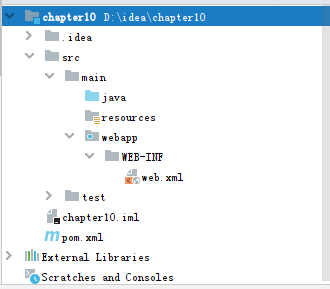 chapter10 D:\idea\chapter10
.idea
src
main
java
resources
webapp
WEB-INF
web.xml
test
chapter10.iml
pom.xml
External Libraries
Scratches and Consoles